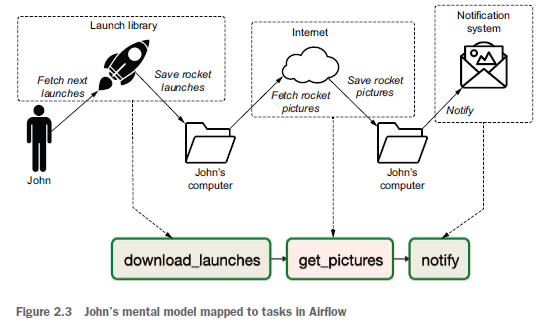 Launch library
Internet
Notification
system
Fetch next
launches
Save rocket
launches
Fetch rocket
pictures
Save rocket
pictures
Notify
John
John's
computer
John's
computer
download_launches
get_pictures
notify
Figure 2.3 John's mental model mapped to tasks in Airflow